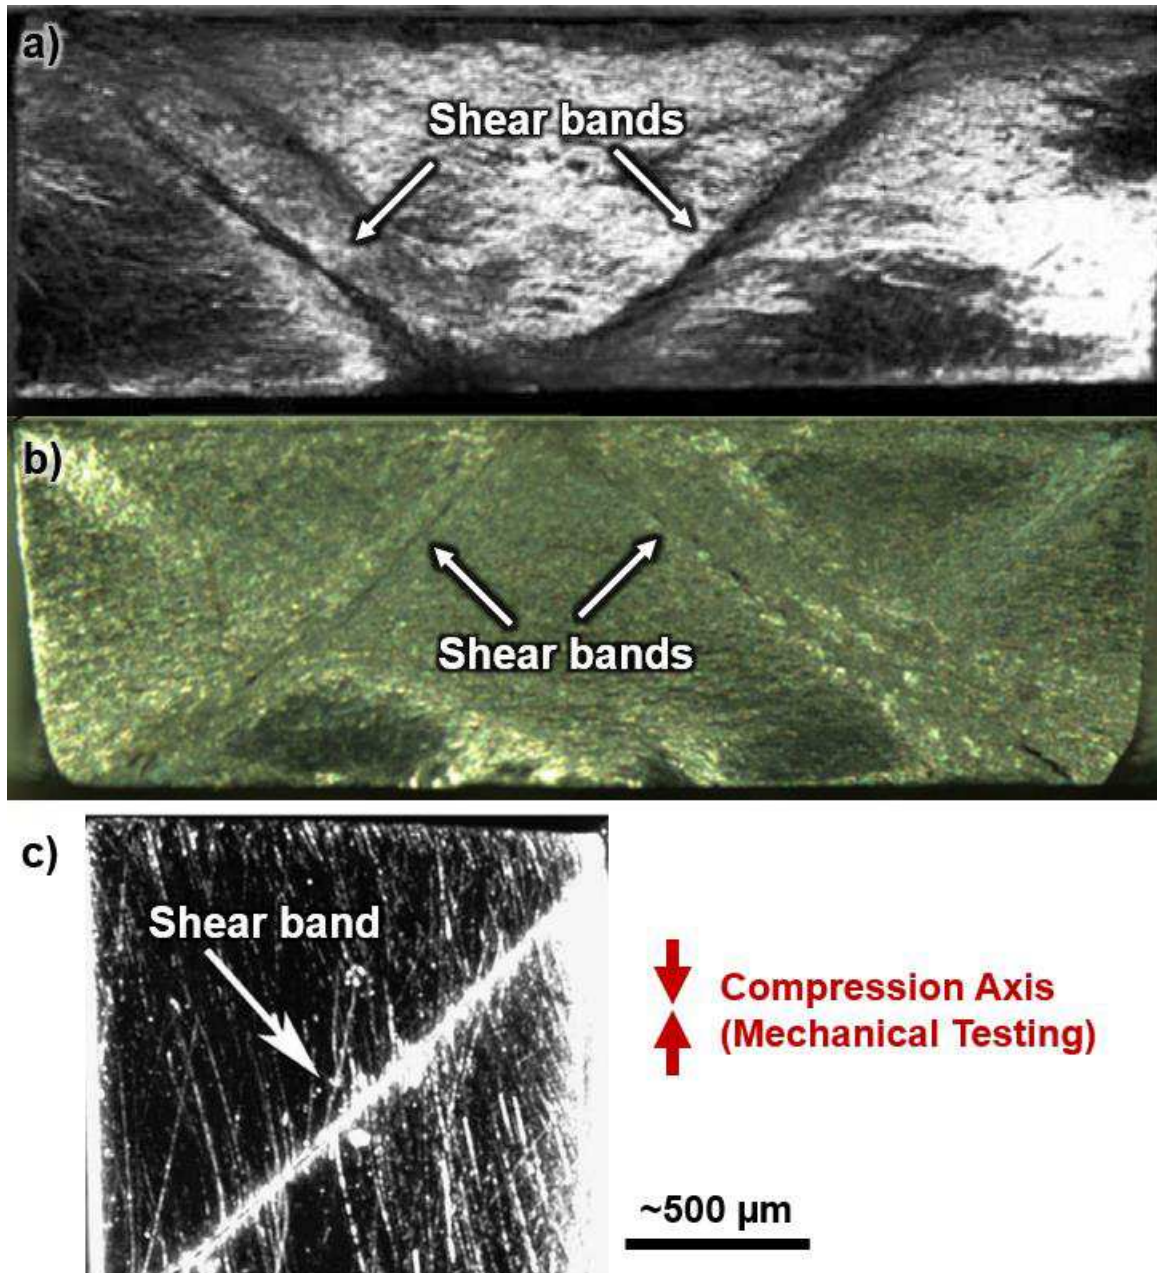 a)
Shear bands
b)
Shear bands
c)
Shear band
Compression Axis
(Mechanical Testing)
~500 µm